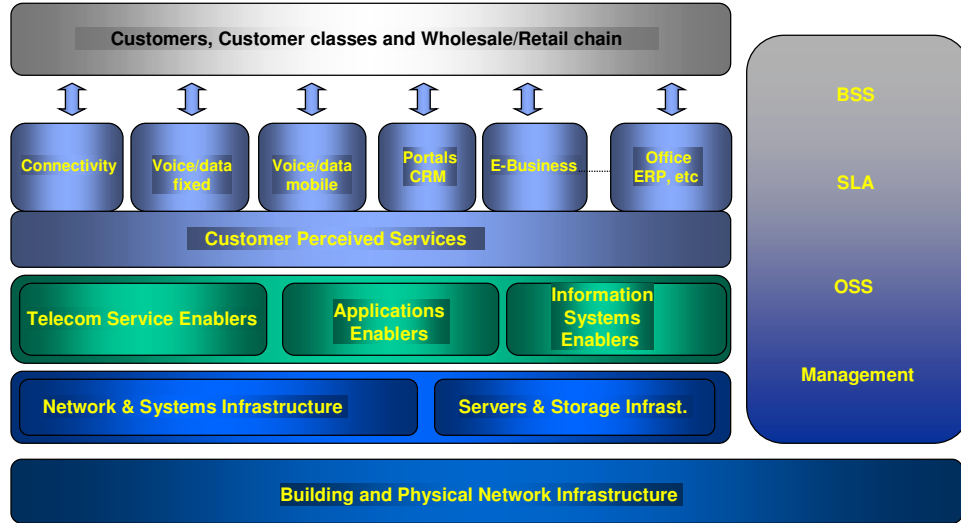 Customers, Customer classes and Wholesale/Retail chain
Connectivity
Voice/data
fixed
Voice/data
mobile
Portals
CRM
E-Business
Office
ERP, etc
Customer Perceived Services
Telecom Service Enablers
Applications
Enablers
Information
Systems
Enablers
Network & Systems Infrastructure
Servers & Storage Infrast.
BSS
SLA
OSS
Management
Building and Physical Network Infrastructure